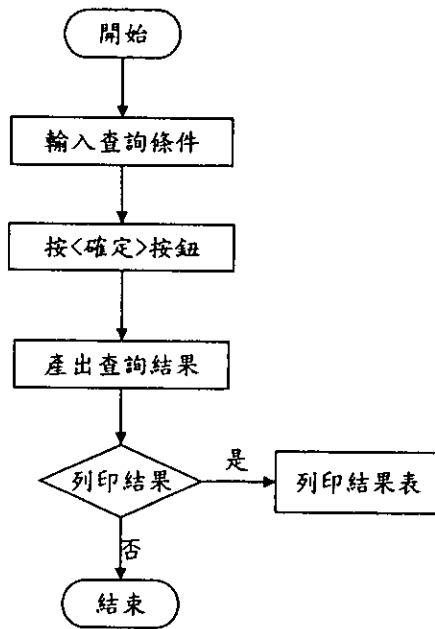 開始
輸入查詢條件
按<確定>按鈕
產出查詢結果
列印結果
是
列印結果表
否
結束